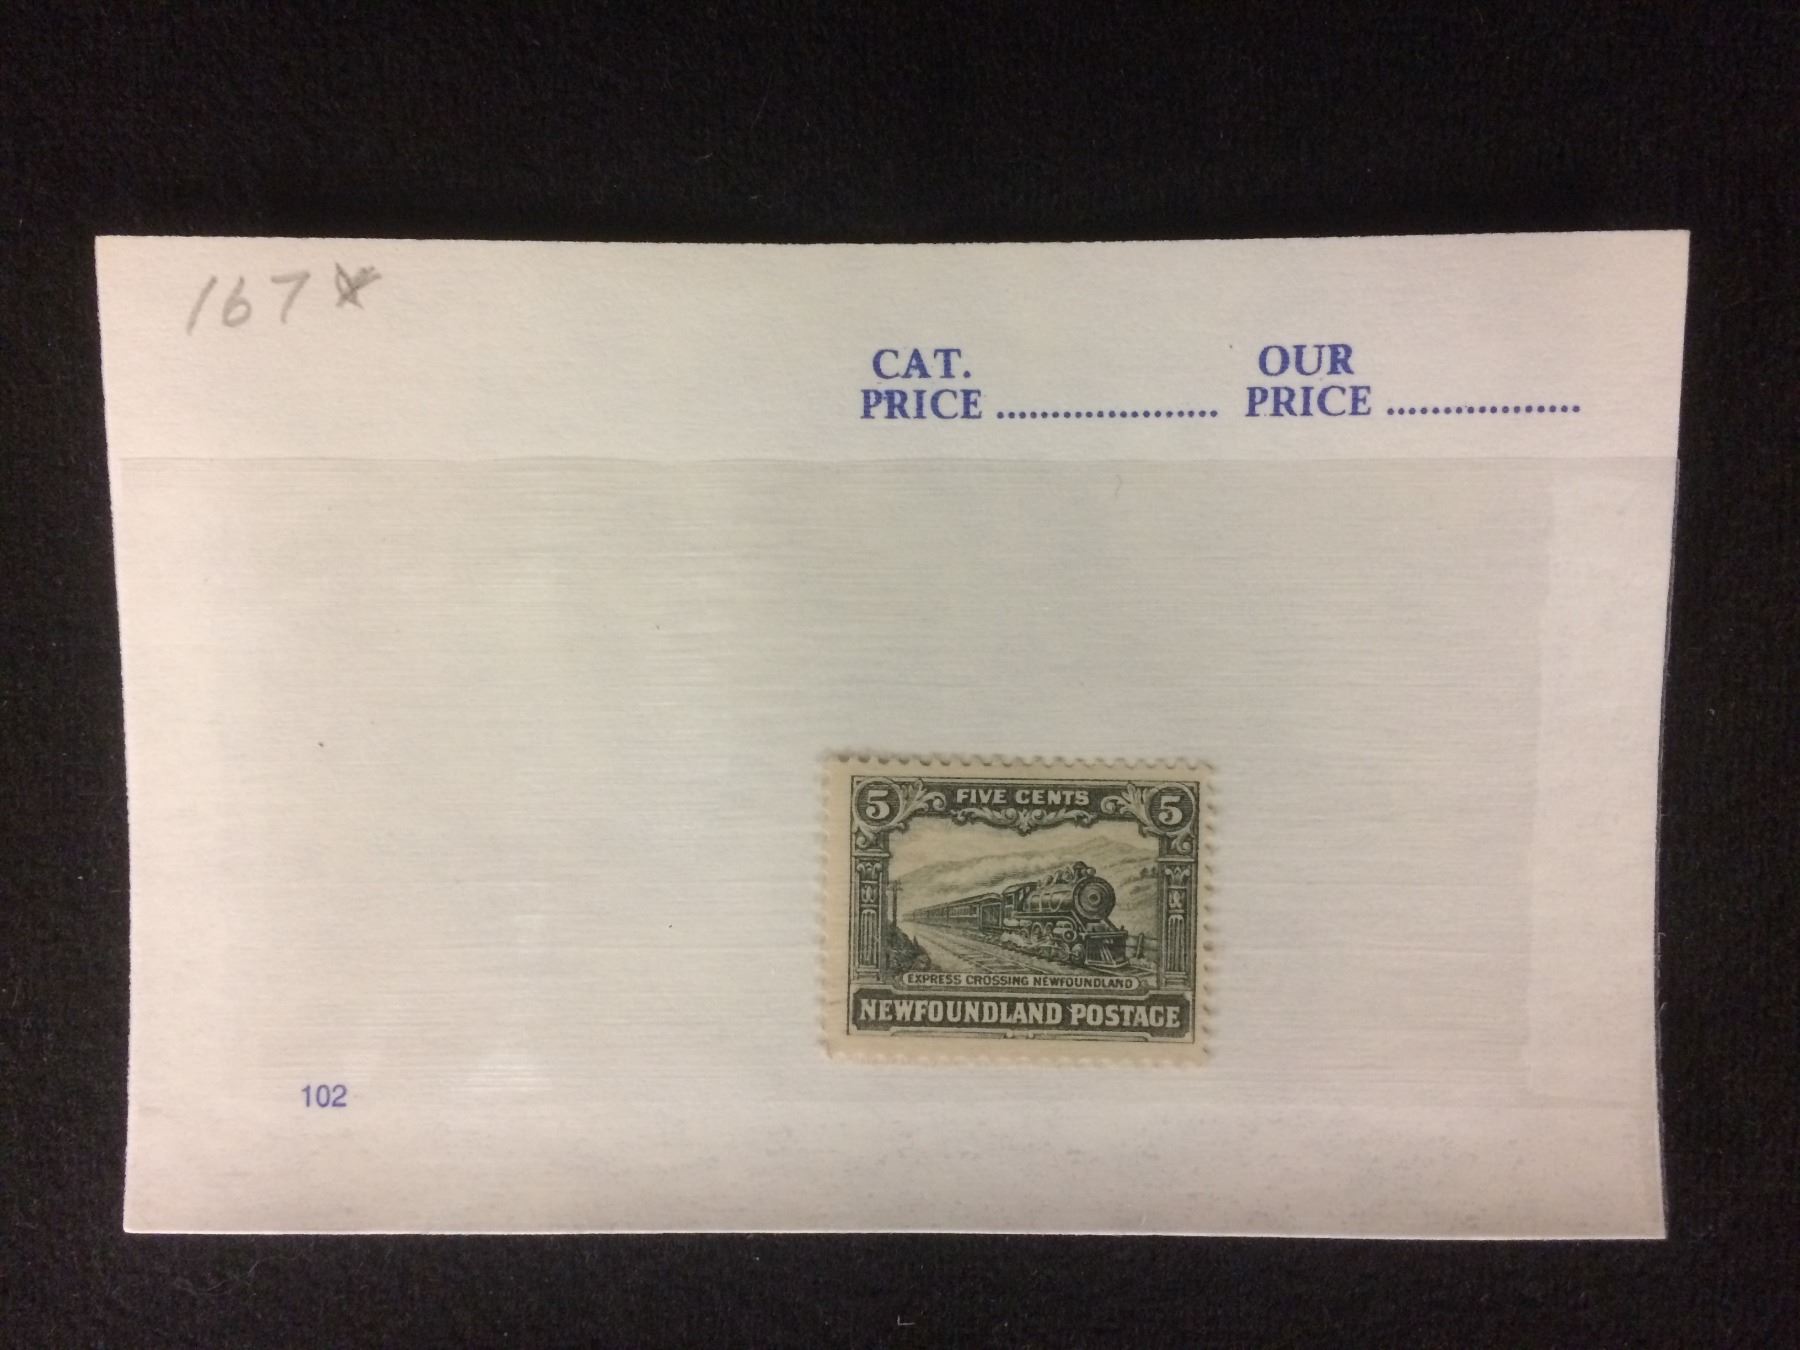 167*
CAT. OUR
PRICE .................... PRICE .................
5 FIVE CENTS 5
EXPRESS CROSSING NEWFOUNDLAND
NEWFOUNDLAND POSTAGE
102